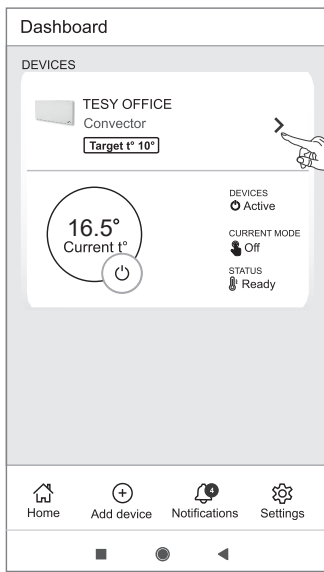 Dashboard
DEVICES
TESY OFFICE
Convector
Target t° 10°
16.5°
Current t°
DEVICES
Active
CURRENT MODE
Off
STATUS
Ready
4
Home
Add device
Notifications
Settings